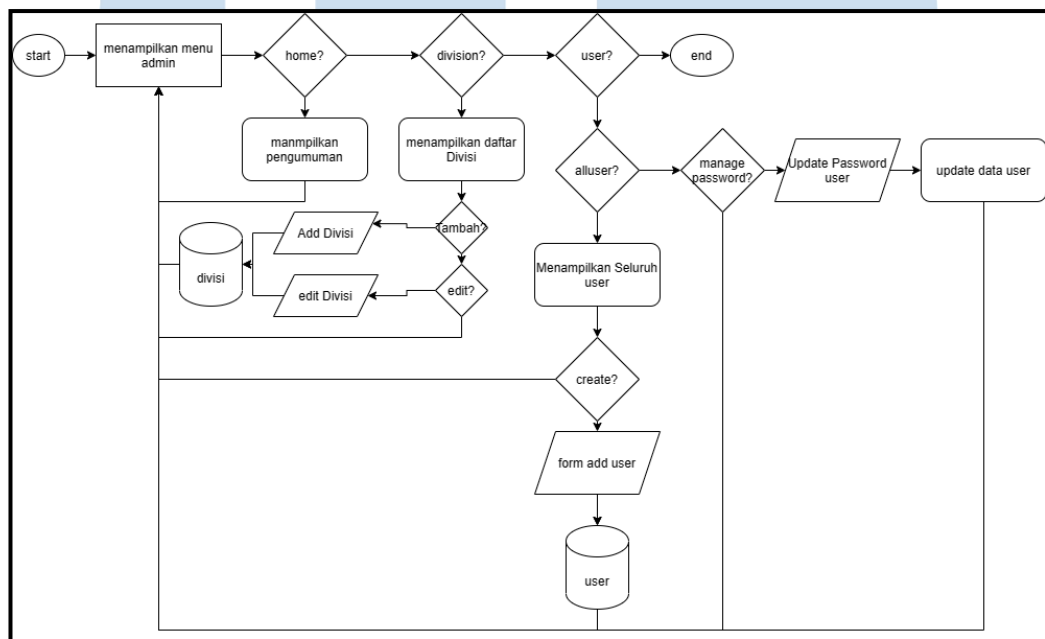 start
menampilkan menu
admin
home?
division?
user?
end
manmpilkan
pengumuman
menampilkan daftar
Divisi
alluser?
manage
password?
Update Password
user
update data user
Tambah?
Add Divisi
divisi
edit Divisi
edit?
Menampilkan Seluruh
user
create?
form add user
user